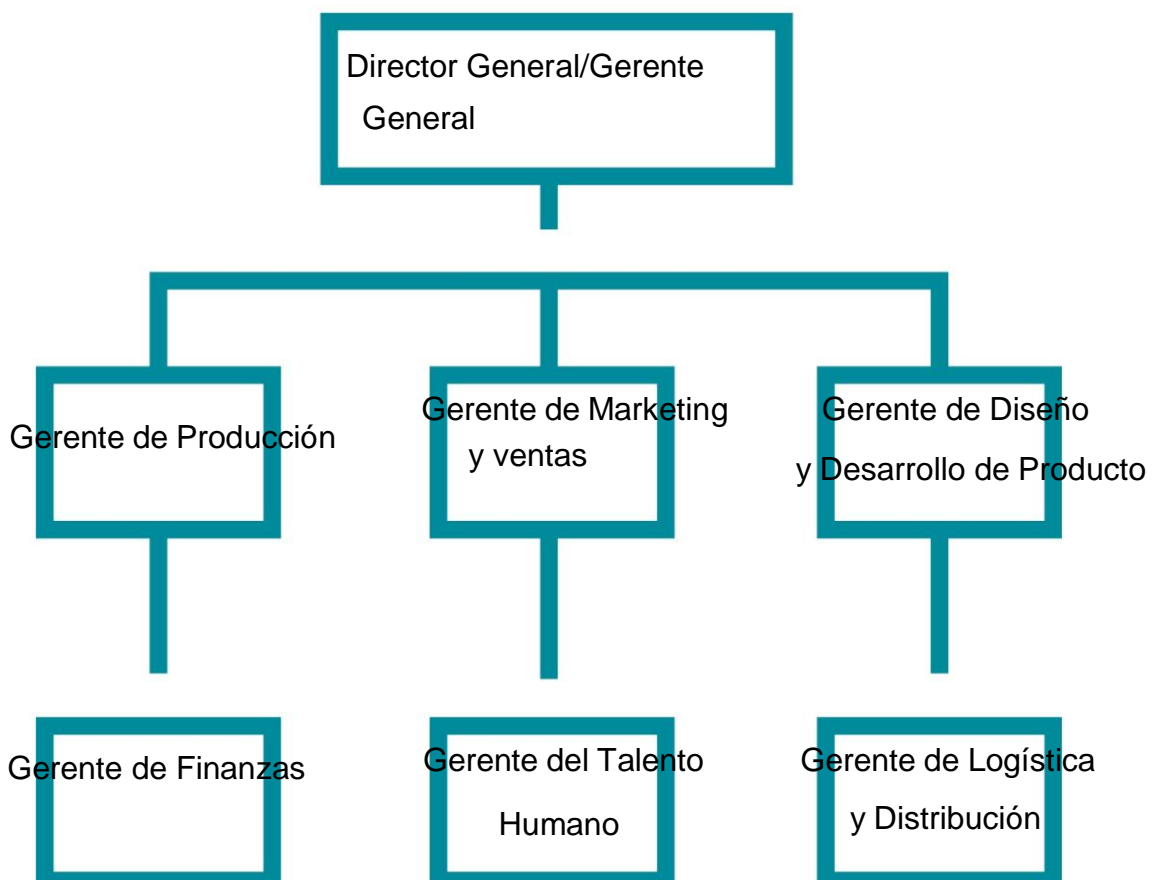 Director General/Gerente
General
Gerente de Producción
Gerente de Marketing
y ventas
Gerente de Diseño
y Desarrollo de Producto
Gerente de Finanzas
Gerente del Talento
Humano
Gerente de Logística
y Distribución